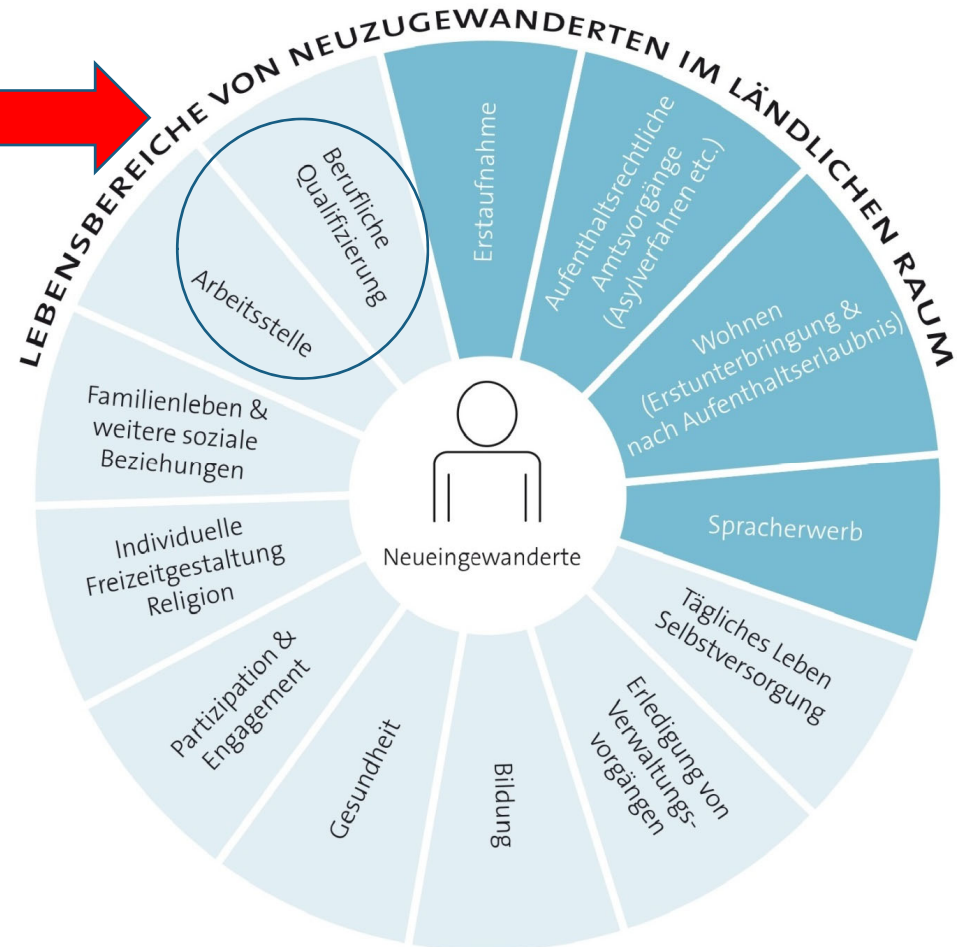 LEBENSBEREICHE VON NEUZUGEWANDERTEN IM LÄNDLICHEN RAUM
Erstaufnahme
Aufenthaltsrechtliche
Amtsvorgänge
(Asylverfahren etc.)
Wohnen
(Erstunterbringung &
nach Aufenthaltserlaubnis)
Spracherwerb
Tägliches Leben
Selbstversorgung
Erledigung von
Verwaltungs-
vorgängen
Bildung
Gesundheit
Partizipation &
Engagement
Individuelle
Freizeitgestaltung
Religion
Familienleben &
weitere soziale
Beziehungen
Arbeitsstelle
Berufliche
Qualifizierung
Neueingewanderte